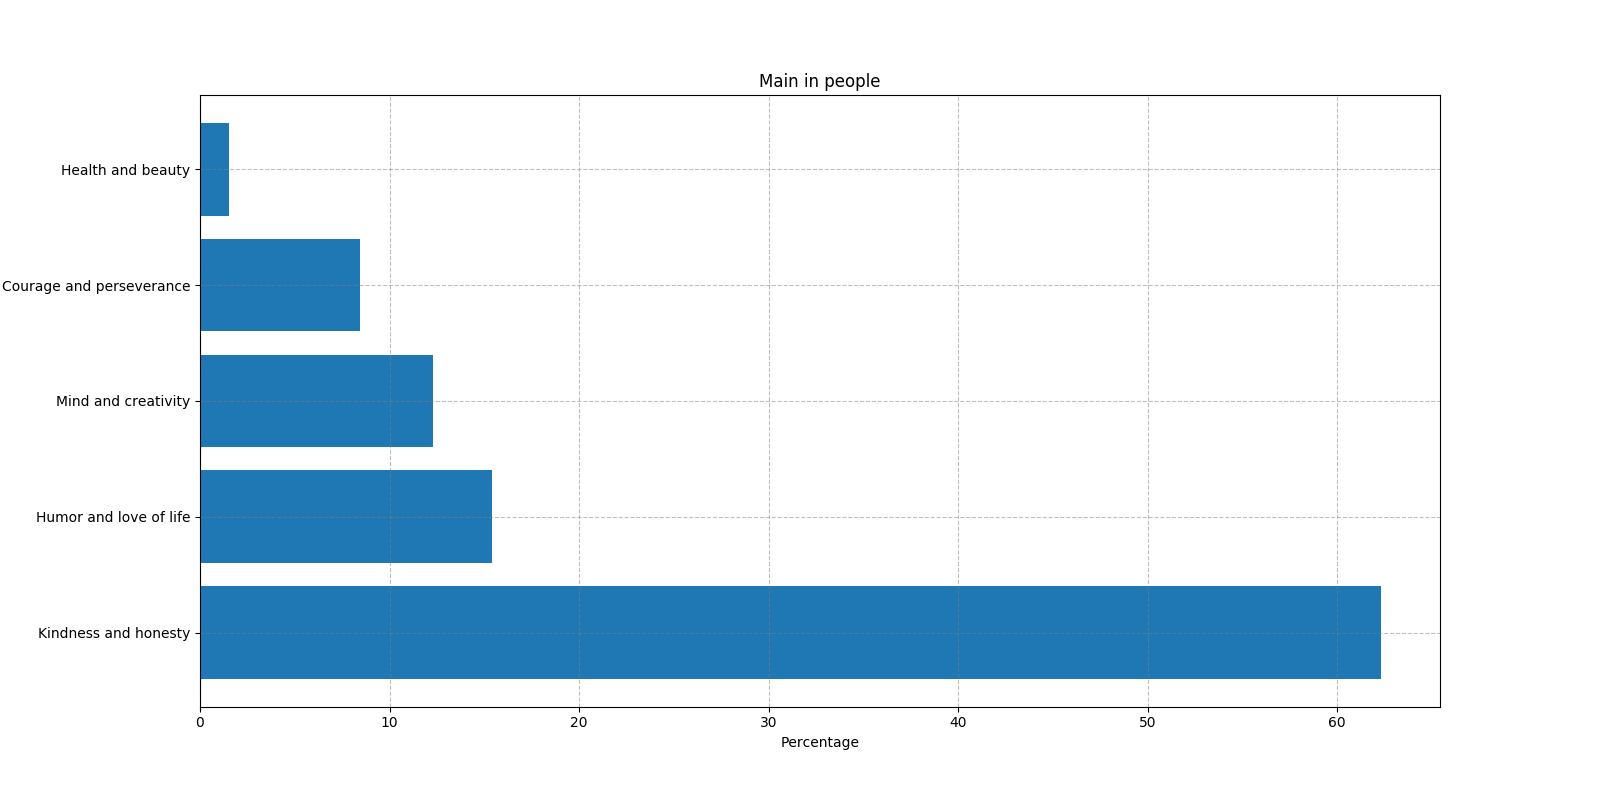 Main in people
Health and beauty
Courage and perseverance
Mind and creativity
Humor and love of life
Kindness and honesty
0 10 20 30 40 50 60
Percentage